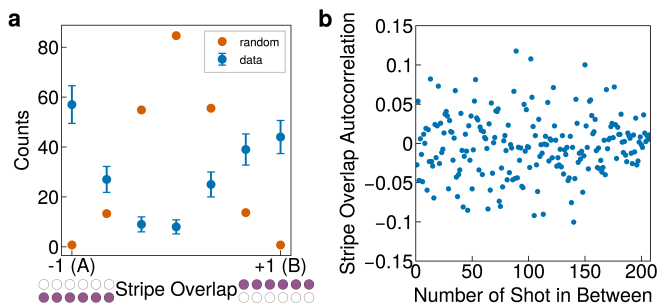 a
80
60
40
20
0
Counts
random
data
-1 (A)
+1 (B)
Stripe Overlap
b
0.15
0.1
0.05
0
-0.05
-0.1
-0.15
Stripe Overlap Autocorrelation
0
50
100
150
200
Number of Shot in Between